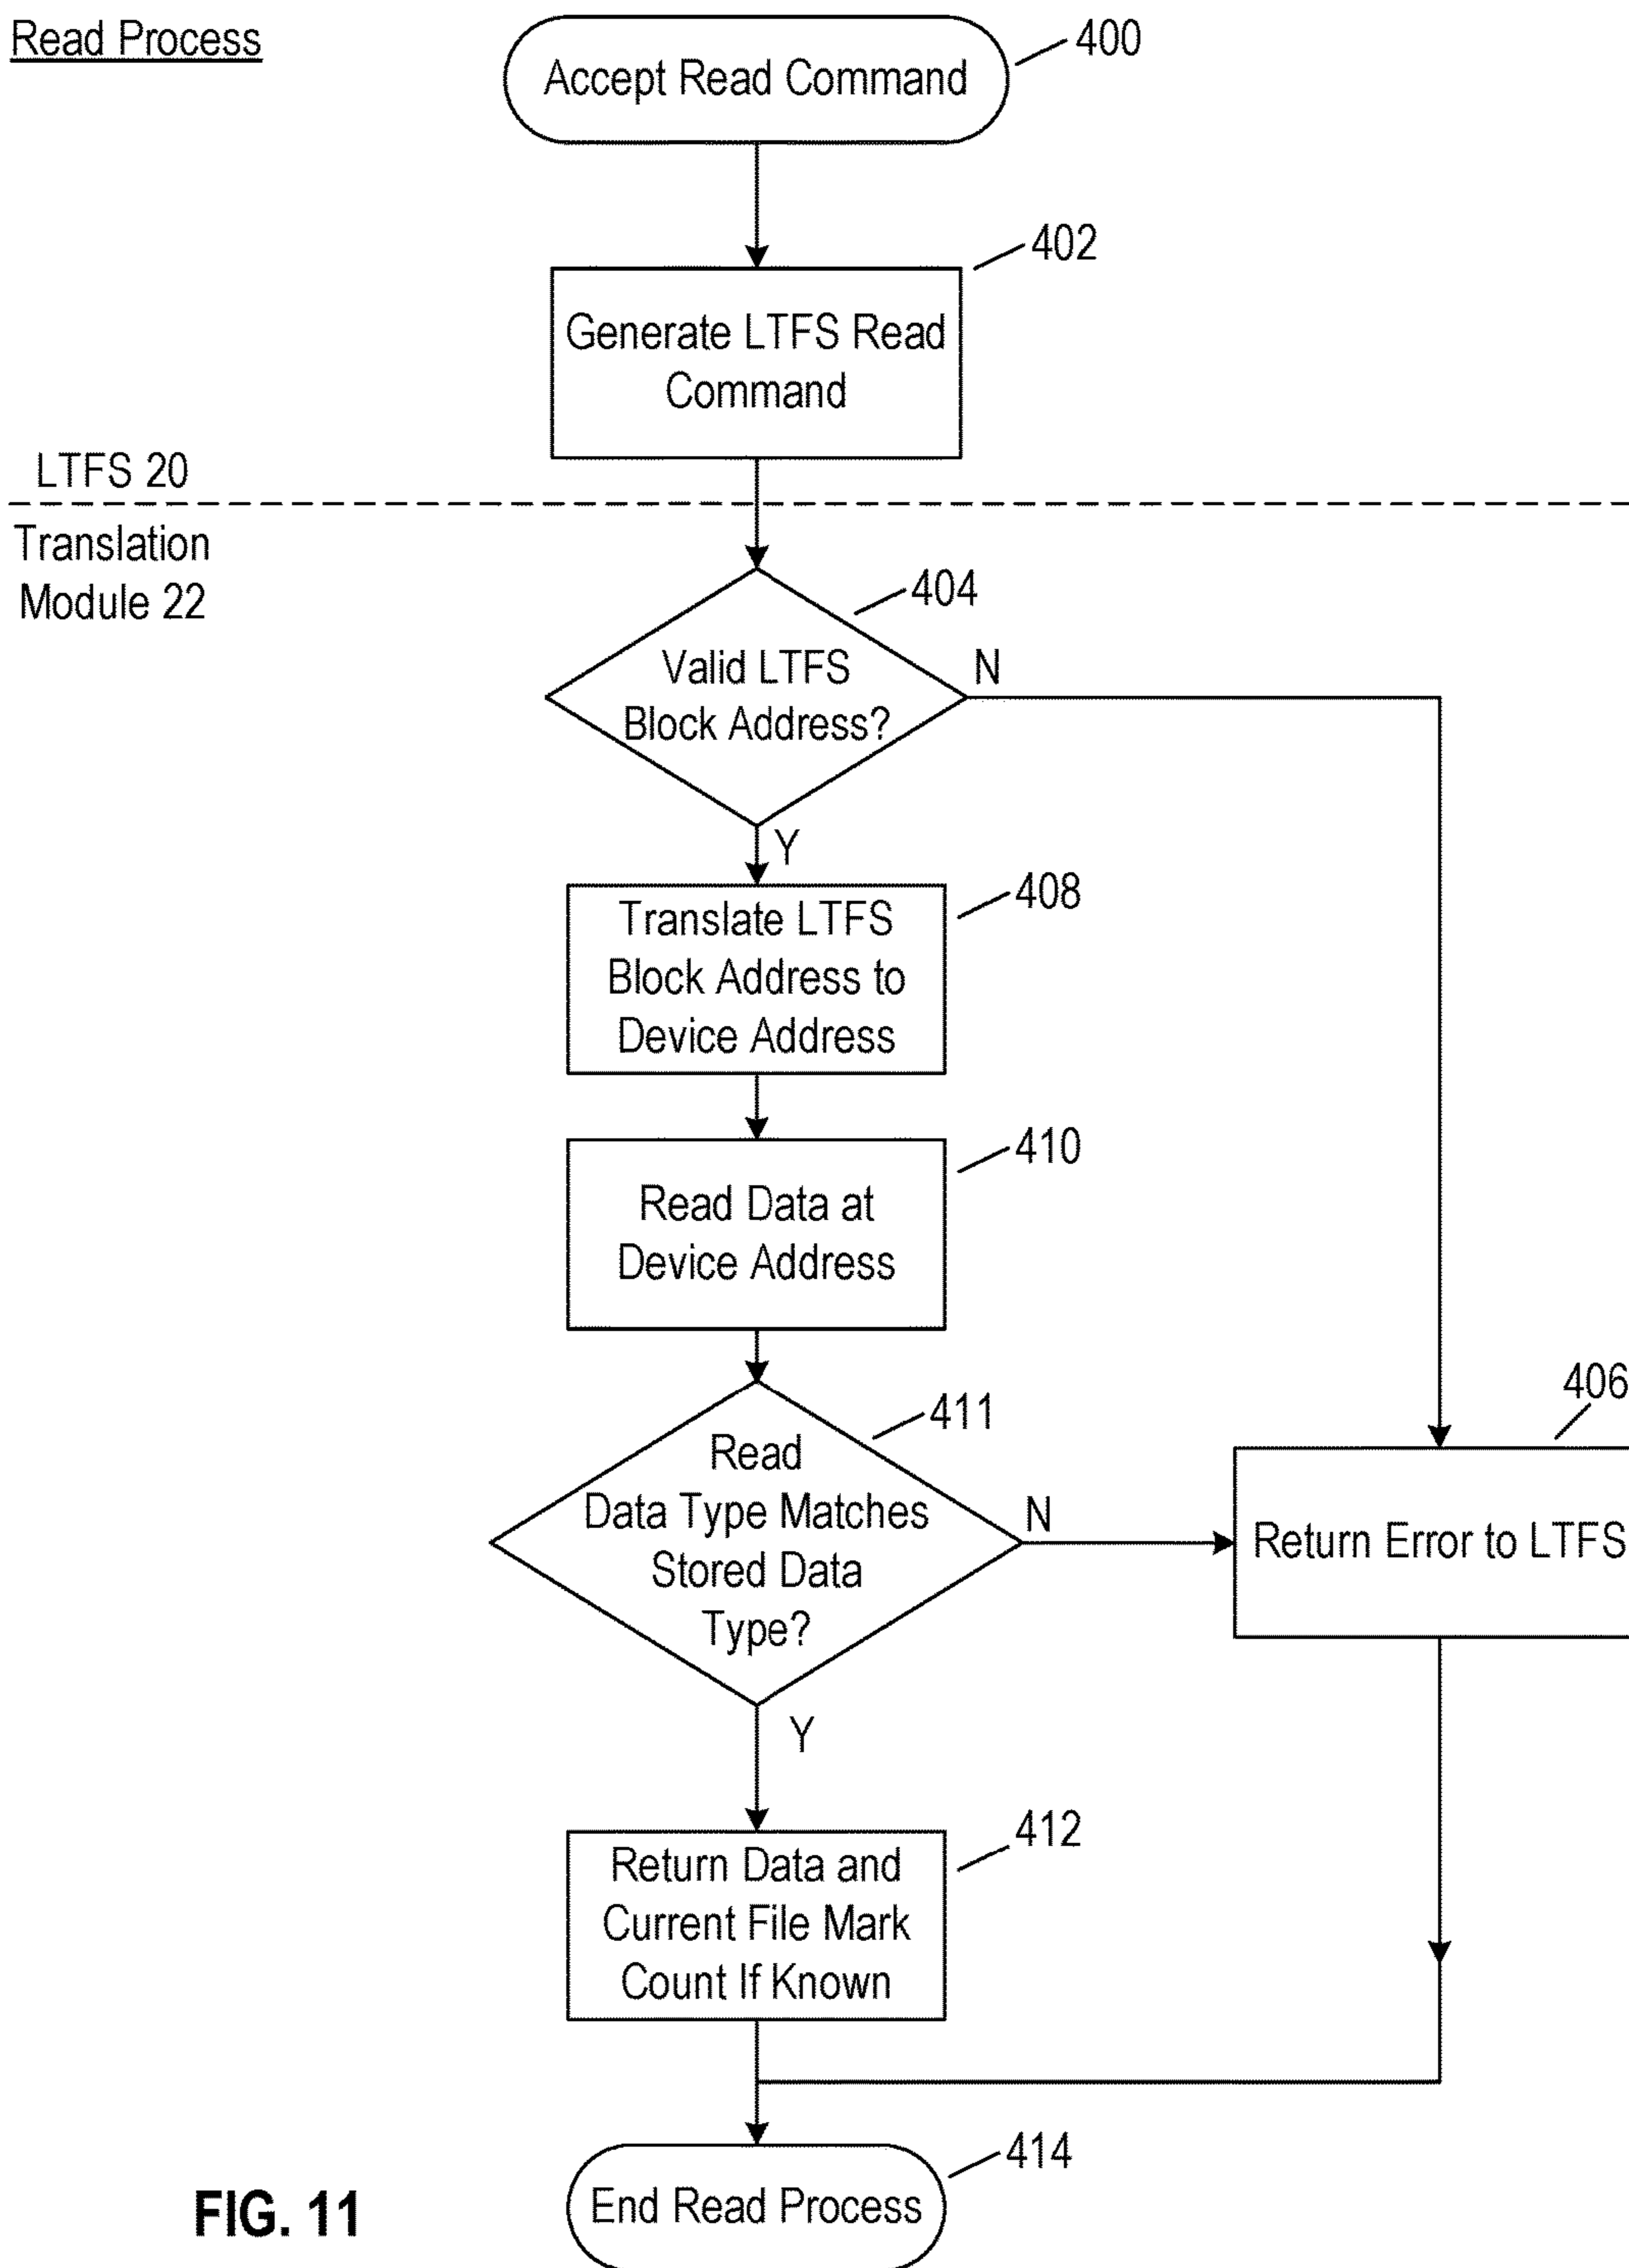 Read Process
Accept Read Command
400
402
Generate LTFS Read
Command
LTFS 20
Translation
Module 22
404
Valid LTFS
Block Address?
N
Y
408
Translate LTFS
Block Address to
Device Address
410
Read Data at
Device Address
411
Read
Data Type Matches
Stored Data
Type?
N
406
Return Error to LTFS
Y
412
Return Data and
Current File Mark
Count If Known
414
End Read Process
FIG. 11